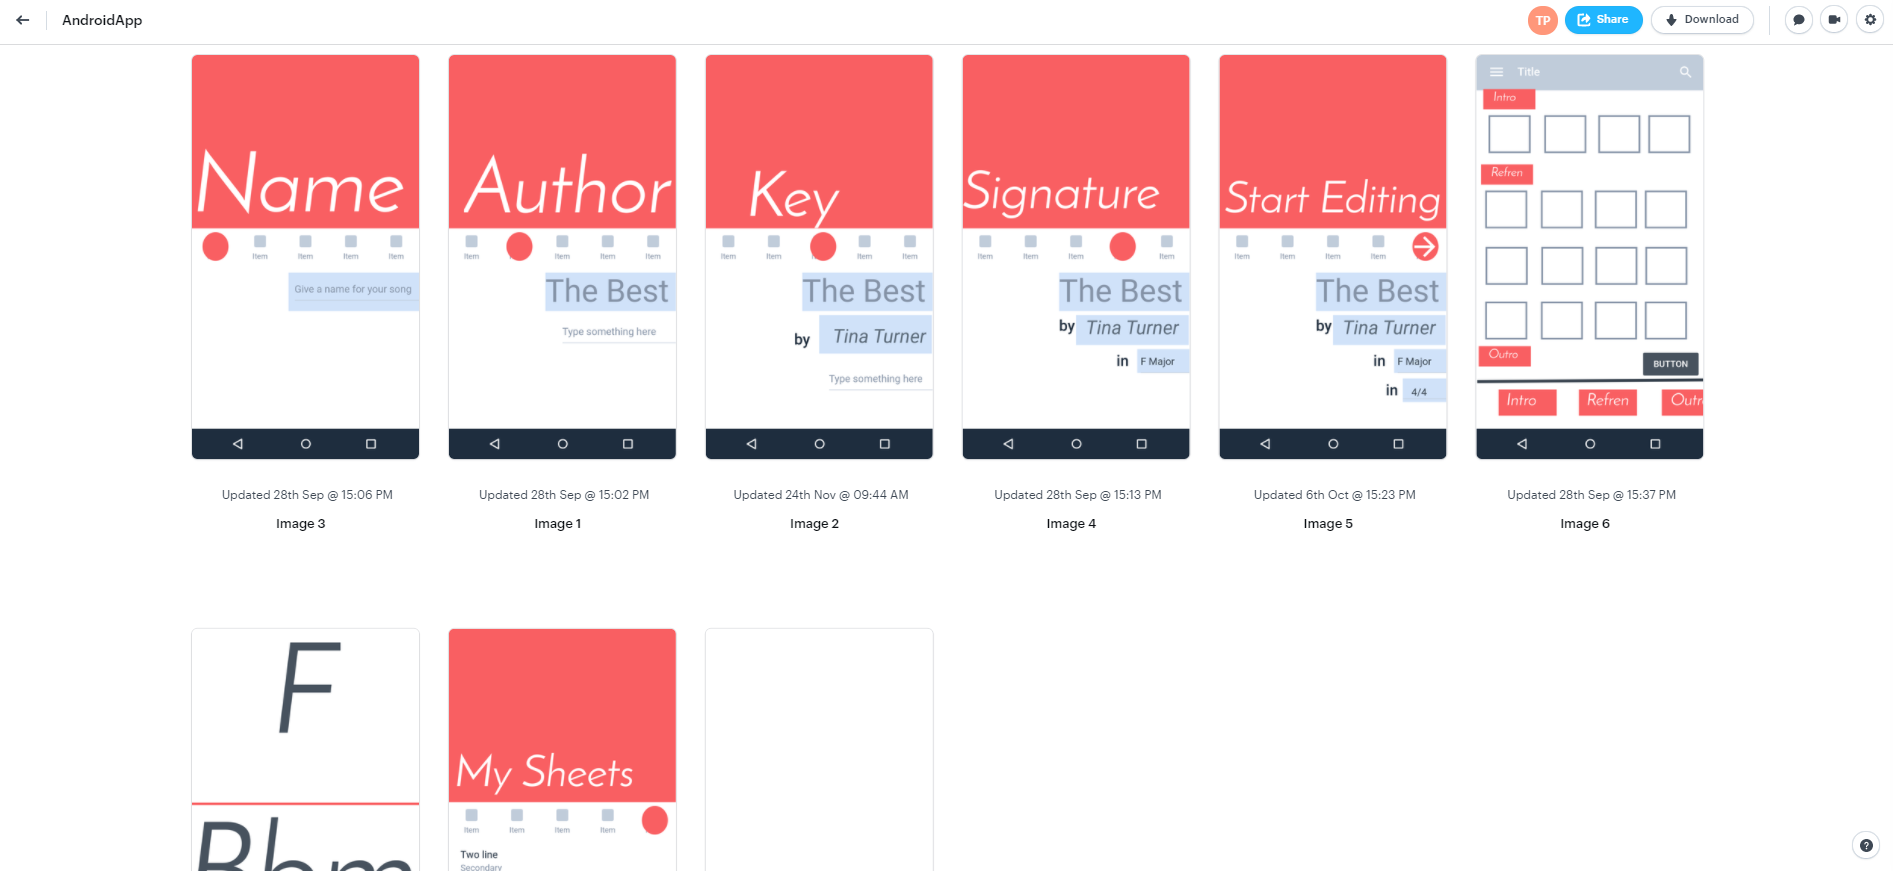 AndroidApp
TP
Share
Download
Name
Item
Item
Item
Item
Give a name for your song
Updated 28th Sep @ 15:06 PM
Image 3
Author
Item
Item
Item
Item
The Best
Type something here
Updated 28th Sep @ 15:02 PM
Image 1
Key
Item
Item
Item
Item
The Best
by Tina Turner
Type something here
Updated 24th Nov @ 09:44 AM
Image 2
Signature
Item
Item
Item
Item
The Best
by Tina Turner
in F Major
Updated 28th Sep @ 15:13 PM
Image 4
Start Editing
Item
Item
Item
Item
The Best
by Tina Turner
in F Major
in 4/4
Updated 6th Oct @ 15:23 PM
Image 5
Title
Intro
Refren
Outro
BUTTON
Intro
Refren
Outr
Updated 28th Sep @ 15:37 PM
Image 6
F
Bbm
My Sheets
Item
Item
Item
Item
Two line
Secondary
?